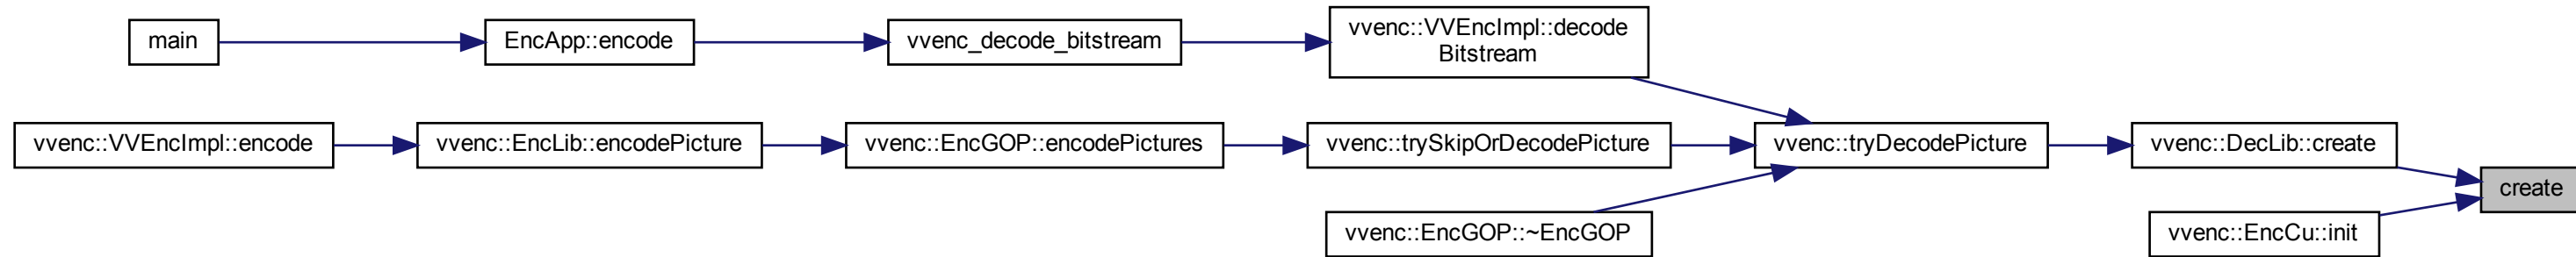 main
EncApp::encode
vvenc_decode_bitstream
vvenc::VVEncImpl::decode
Bitstream
vvenc::VVEncImpl::encode
vvenc::EncLib::encodePicture
vvenc::EncGOP::encodePictures
vvenc::trySkipOrDecodePicture
vvenc::tryDecodePicture
vvenc::DecLib::create
create
vvenc::EncGOP::~EncGOP
vvenc::EncCu::init